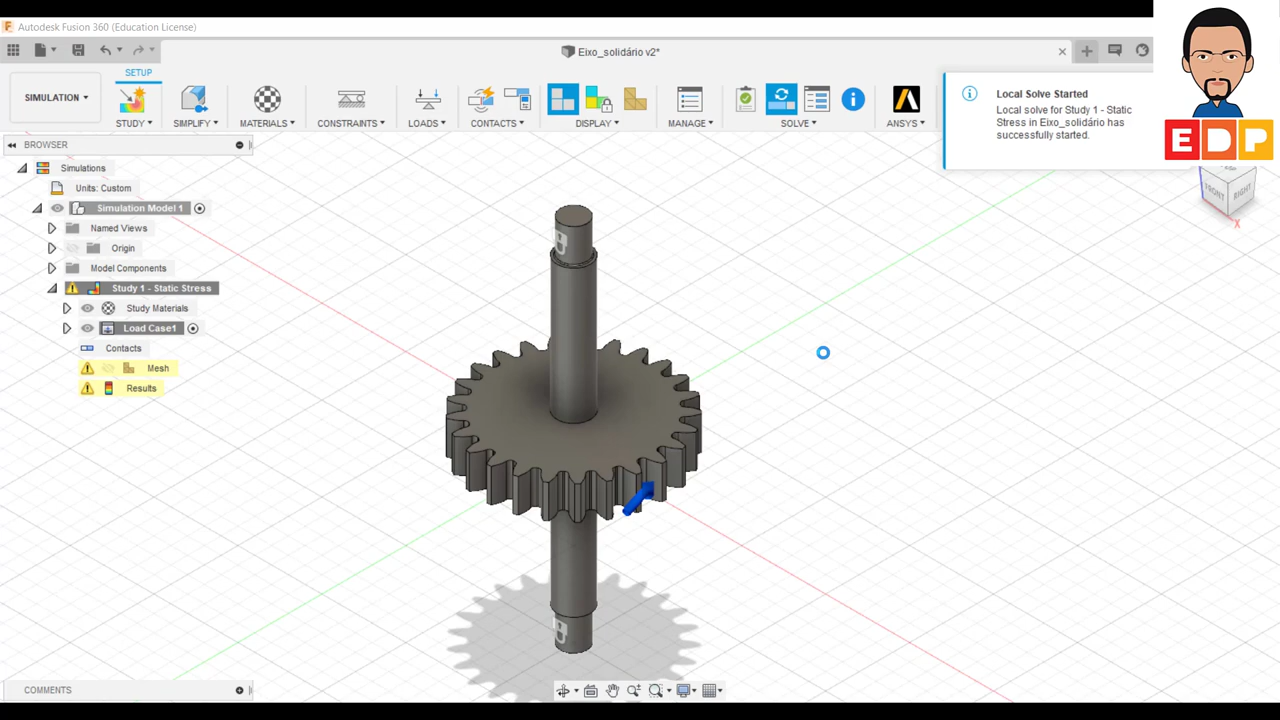 Autodesk Fusion 360 (Education License)
Eixo_solidário v2*
SETUP
SIMULATION
STUDY
SIMPLIFY
MATERIALS
CONSTRAINTS
LOADS
CONTACTS
DISPLAY
MANAGE
SOLVE
ANSYS
Local Solve Started
Local solve for Study 1 - Static
Stress in Eixo_solidário has
successfully started.
EDP
BROWSER
Simulations
Units: Custom
Simulation Model 1
Named Views
Origin
Model Components
Study 1 - Static Stress
Study Materials
Load Case1
Contacts
Mesh
Results
FRONT
RIGHT
X
COMMENTS